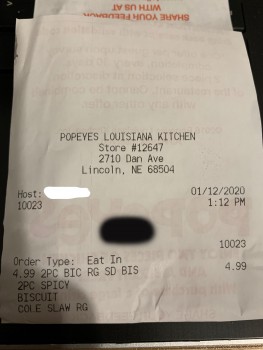 SHARE YOUR FEEDBACK
WITH US AT
POPEYES LOUISIANA KITCHEN
Store #12647
2710 Dan Ave
Lincoln, NE 68504
Host: 01/12/2020
10023 1:12 PM
10023
Order Type: Eat In
4.99 2PC BIC RG SD BIS 4.99
2PC SPICY
BISCUIT
COLE SLAW RG